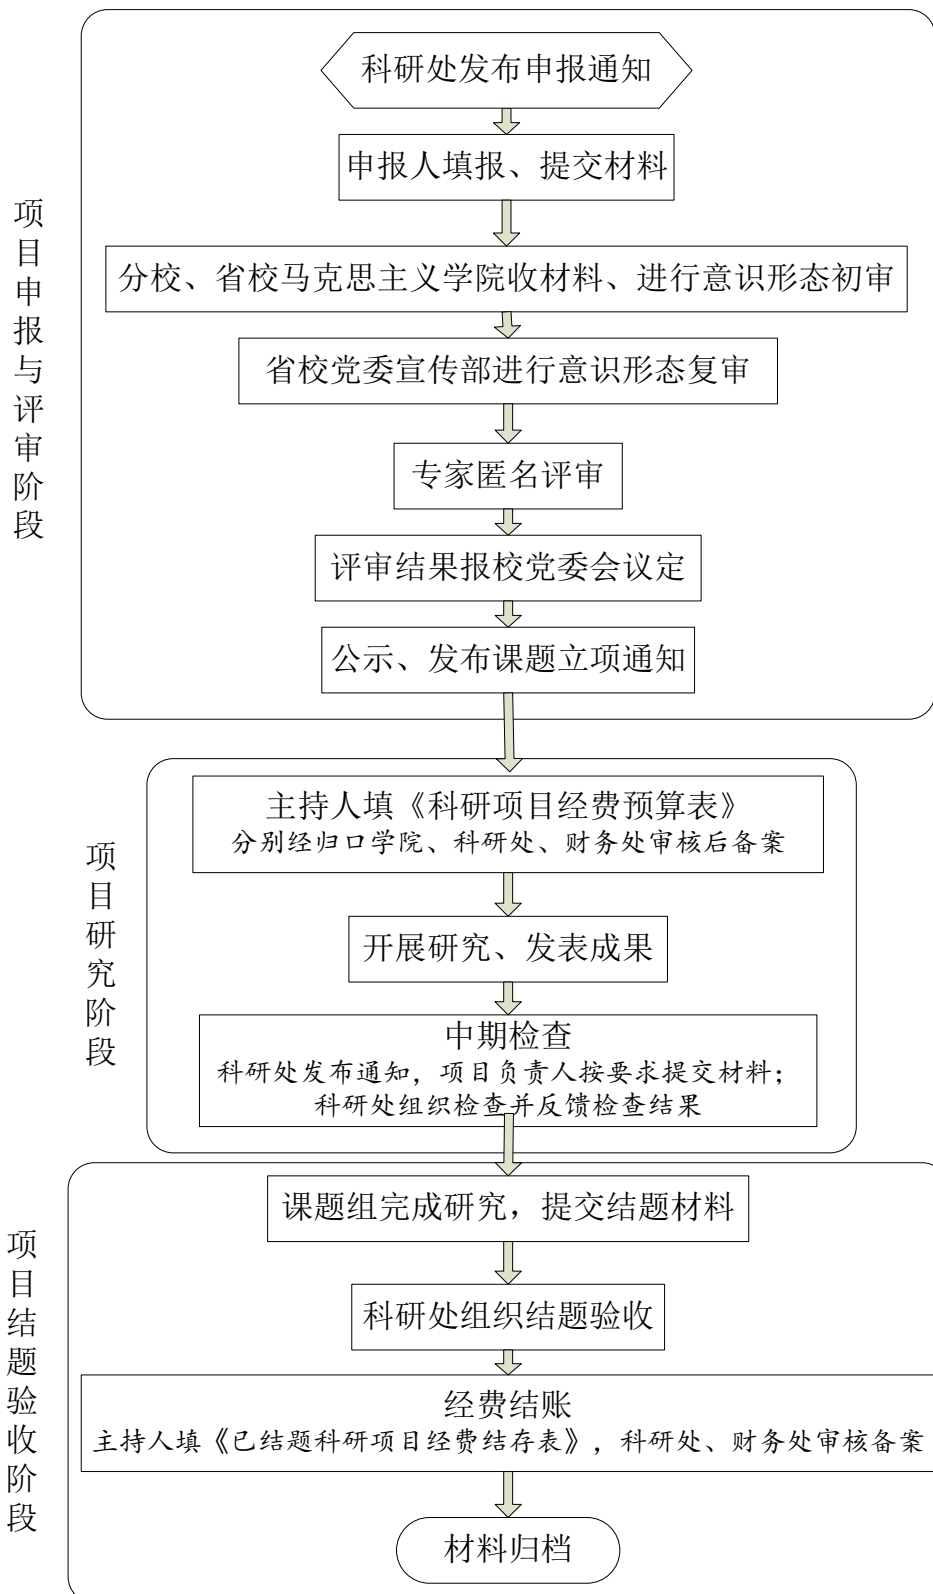 项目申报与评审阶段
科研处发布申报通知
申报人填报、提交材料
分校、省校马克思主义学院收材料、进行意识形态初审
省校党委宣传部进行意识形态复审
专家匿名评审
评审结果报校党委会议定
公示、发布课题立项通知
项目研究阶段
主持人填《科研项目经费预算表》
分别经归口学院、科研处、财务处审核后备案
开展研究、发表成果
中期检查
科研处发布通知，项目负责人按要求提交材料；
科研处组织检查并反馈检查结果
项目结题验收阶段
课题组完成研究，提交结题材料
科研处组织结题验收
经费结账
主持人填《已结题科研项目经费结存表》，科研处、财务处审核备案
材料归档